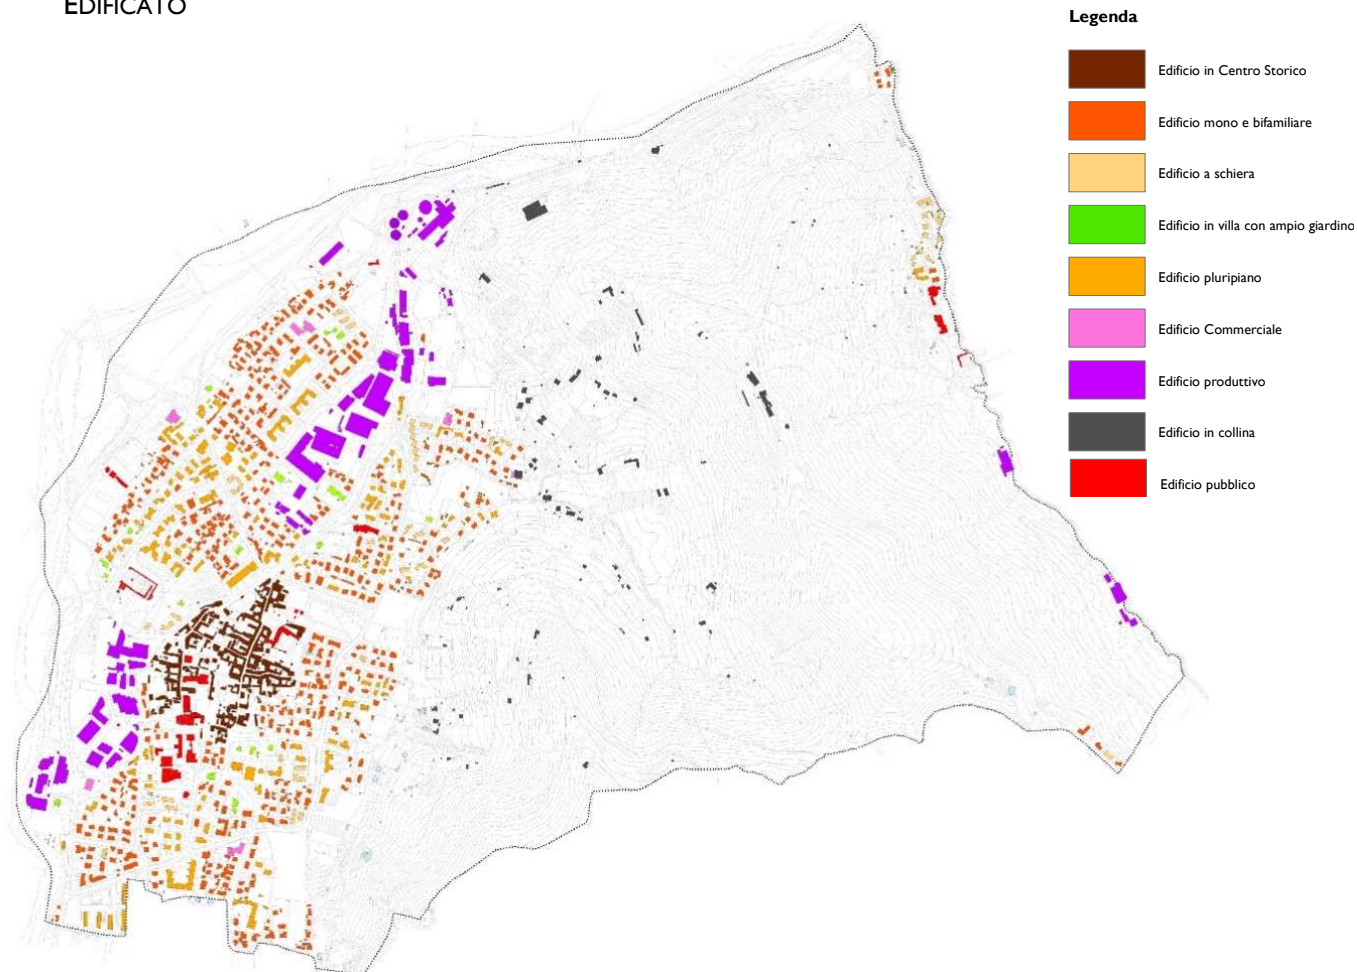 EDIFICATO
Legenda
Edificio in Centro Storico
Edificio mono e bifamiliare
Edificio a schiera
Edificio in villa con ampio giardino
Edificio pluripiano
Edificio Commerciale
Edificio produttivo
Edificio in collina
Edificio pubblico